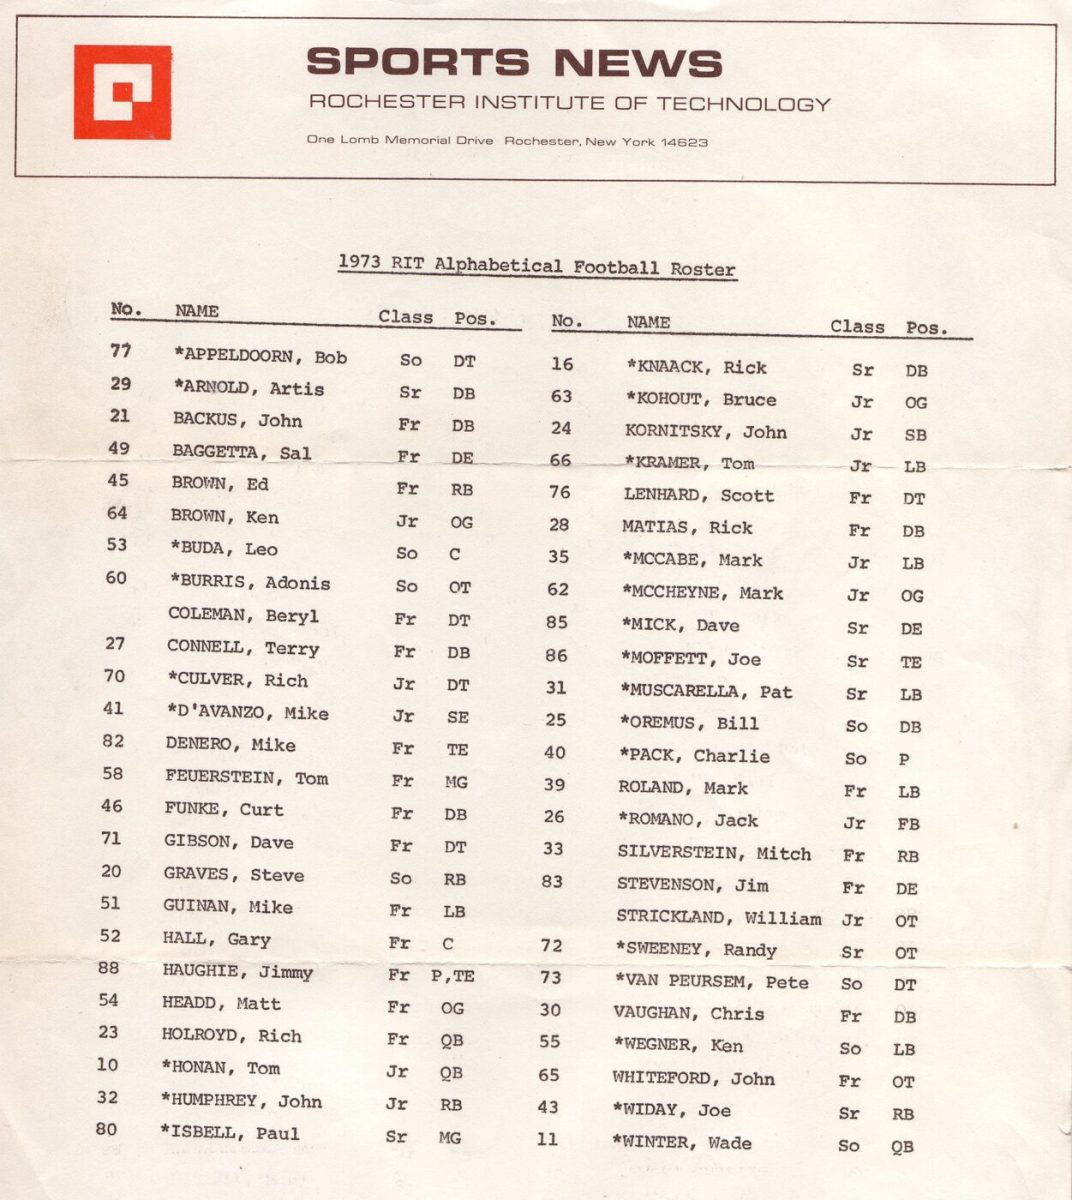 SPORTS NEWS
ROCHESTER INSTITUTE OF TECHNOLOGY
One Lomb Memorial Drive Rochester, New York 14623
1973 RIT Alphabetical Football Roster
No. NAME Class Pos.
77 *APPELDOORN, Bob So DT
29 *ARNOLD, Artis Sr DB
21 BACKUS, John Fr DB
49 BAGGETTA, Sal Fr DE
45 BROWN, Ed Fr RB
64 BROWN, Ken Jr OG
53 *BUDA, Leo So C
60 *BURRIS, Adonis So OT
COLEMAN, Beryl Fr DT
27 CONNELL, Terry Fr DB
70 *CULVER, Rich Jr DT
41 *D'AVANZO, Mike Jr SE
82 DENERO, Mike Fr TE
58 FEUERSTEIN, Tom Fr MG
46 FUNKE, Curt Fr DB
71 GIBSON, Dave Fr DT
20 GRAVES, Steve So RB
51 GUINAN, Mike Fr LB
52 HALL, Gary Fr C
88 HAUGHIE, Jimmy Fr P,TE
54 HEADD, Matt Fr OG
23 HOLROYD, Rich Fr QB
10 *HONAN, Tom Jr QB
32 *HUMPHREY, John Jr RB
80 *ISBELL, Paul Sr MG
No. NAME Class Pos.
16 *KNAACK, Rick Sr DB
63 *KOHOUT, Bruce Jr OG
24 KORNITSKY, John Jr SB
66 *KRAMER, Tom Jr LB
76 LENHARD, Scott Fr DT
28 MATIAS, Rick Fr DB
35 *MCCABE, Mark Jr LB
62 *MCCHEYNE, Mark Jr OG
85 *MICK, Dave Sr DE
86 *MOFFETT, Joe Sr TE
31 *MUSCARELLA, Pat Sr LB
25 *OREMUS, Bill So DB
40 *PACK, Charlie So P
39 ROLAND, Mark Fr LB
26 *ROMANO, Jack Jr FB
33 SILVERSTEIN, Mitch Fr RB
83 STEVENSON, Jim Fr DE
STRICKLAND, William Jr OT
72 *SWEENEY, Randy Sr OT
73 *VAN PEURSEM, Pete So DT
30 VAUGHAN, Chris Fr DB
55 *WEGNER, Ken So LB
65 WHITEFORD, John Fr OT
43 *WIDAY, Joe Sr RB
11 *WINTER, Wade So QB